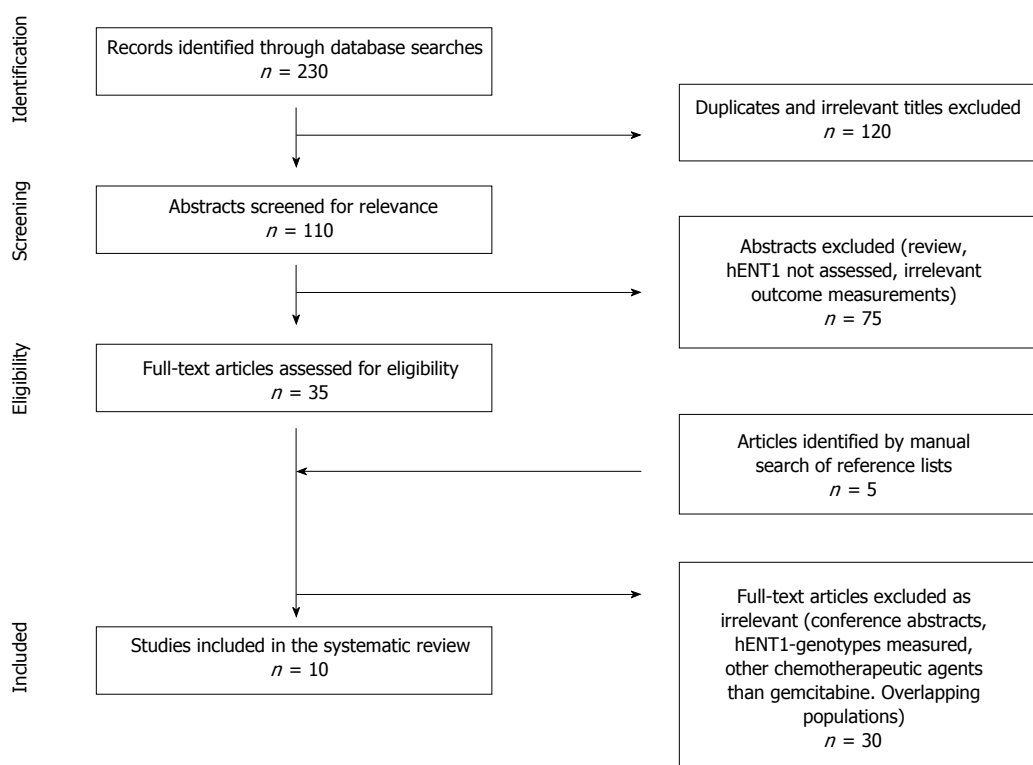 Identification
Records identified through database searches
n = 230
Duplicates and irrelevant titles excluded
n = 120
Screening
Abstracts screened for relevance
n = 110
Abstracts excluded (review,
hENT1 not assessed, irrelevant
outcome measurements)
n = 75
Eligibility
Full-text articles assessed for eligibility
n = 35
Articles identified by manual
search of reference lists
n = 5
Included
Studies included in the systematic review
n = 10
Full-text articles excluded as
irrelevant (conference abstracts,
hENT1-genotypes measured,
other chemotherapeutic agents
than gemcitabine. Overlapping
populations)
n = 30